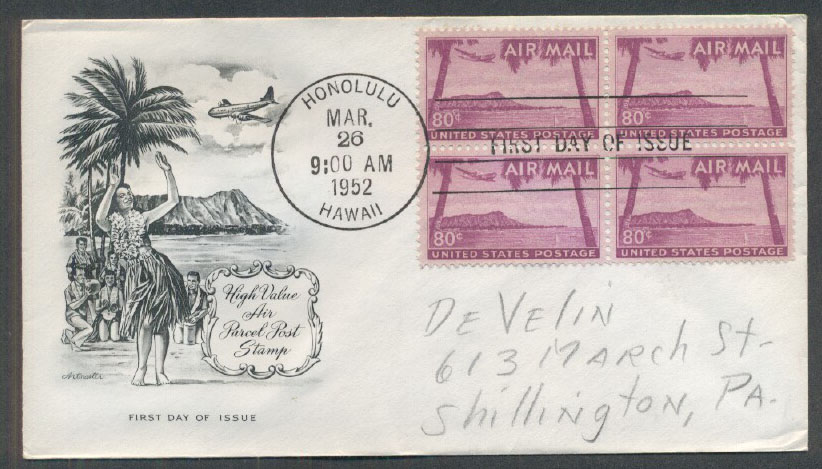 HONOLULU
MAR.
26
9:00 AM
1952
HAWAII
AIR MAIL
80¢
UNITED STATES POSTAGE
AIR MAIL
80¢
UNITED STATES POSTAGE
FIRST DAY OF ISSUE
AIR MAIL
80¢
UNITED STATES POSTAGE
AIR MAIL
80¢
UNITED STATES POSTAGE
High Value
Air
Parcel Post
Stamp
Artcraft
FIRST DAY OF ISSUE
DeVelin
613 March St-
Shillington, Pa.